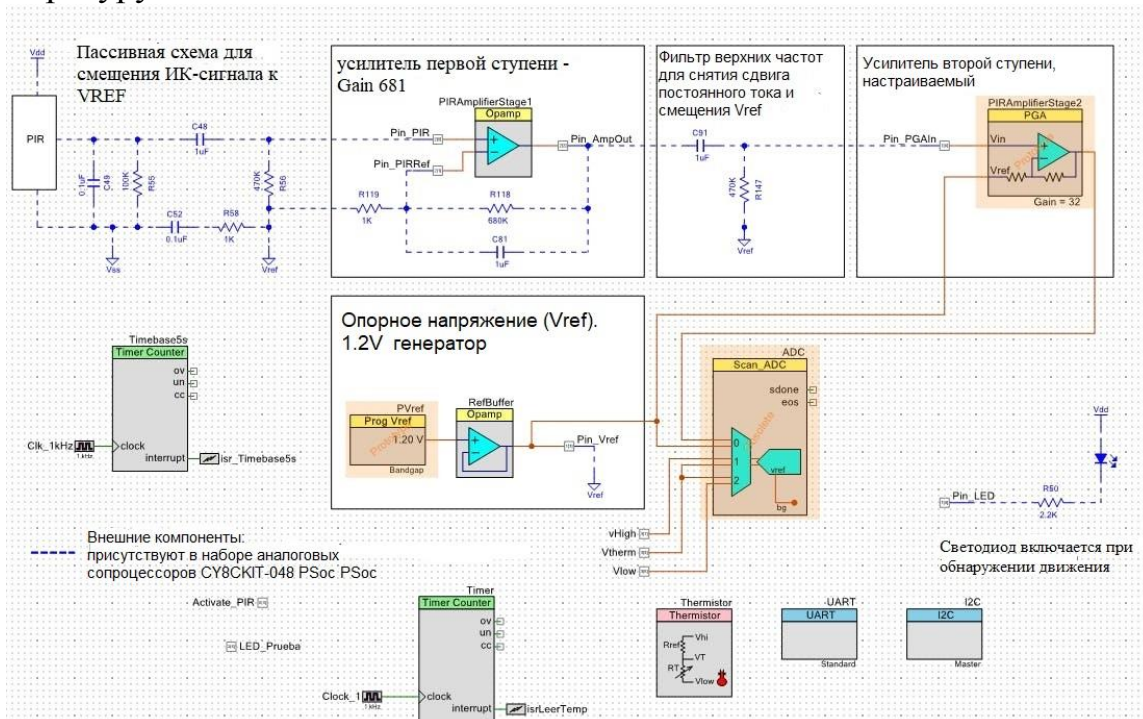 Пассивная схема для
смещения ИК-сигнала к
VREF
Vdd
PIR
C48
1uF
0.1uF
C49
100K
R55
470K
R56
C52
0.1uF
R58
1K
Vss
Vref
усилитель первой ступени -
Gain 681
PIRAmplifierStage1
Opamp
Pin_PIR
Pin_PIRRef
Pin_AmpOut
R119
1K
R118
680K
C81
1uF
Фильтр верхних частот
для снятия сдвига
постоянного тока и
смещения Vref
C91
1uF
470K
R147
Vref
Усилитель второй ступени,
настраиваемый
PIRAmplifierStage2
PGA
Pin_PGAIn
Vin
Vref
Gain = 32
Timebase5s
Timer Counter
ov
un
cc
Clk_1kHz
1 kHz
clock
interrupt
isr_Timebase5s
Опорное напряжение (Vref).
1.2V генератор
PVref
Prog Vref
1.20 V
Bandgap
RefBuffer
Opamp
Pin_Vref
Vref
ADC
Scan_ADC
sdone
eos
0
1
2
vref
bg
vHigh
Vtherm
Vlow
Vdd
Pin_LED
R50
2.2K
Светодиод включается при
обнаружении движения
Внешние компоненты:
присутствуют в наборе аналоговых
сопроцессоров CY8CKIT-048 PSoc PSoc
Activate_PIR
LED_Prueba
Timer
Timer Counter
ov
un
cc
Clock_1
1 kHz
clock
interrupt
isrLeerTemp
Thermistor
Thermistor
Vhi
Rref
VT
RT
Vlow
UART
UART
Standard
I2C
I2C
Master